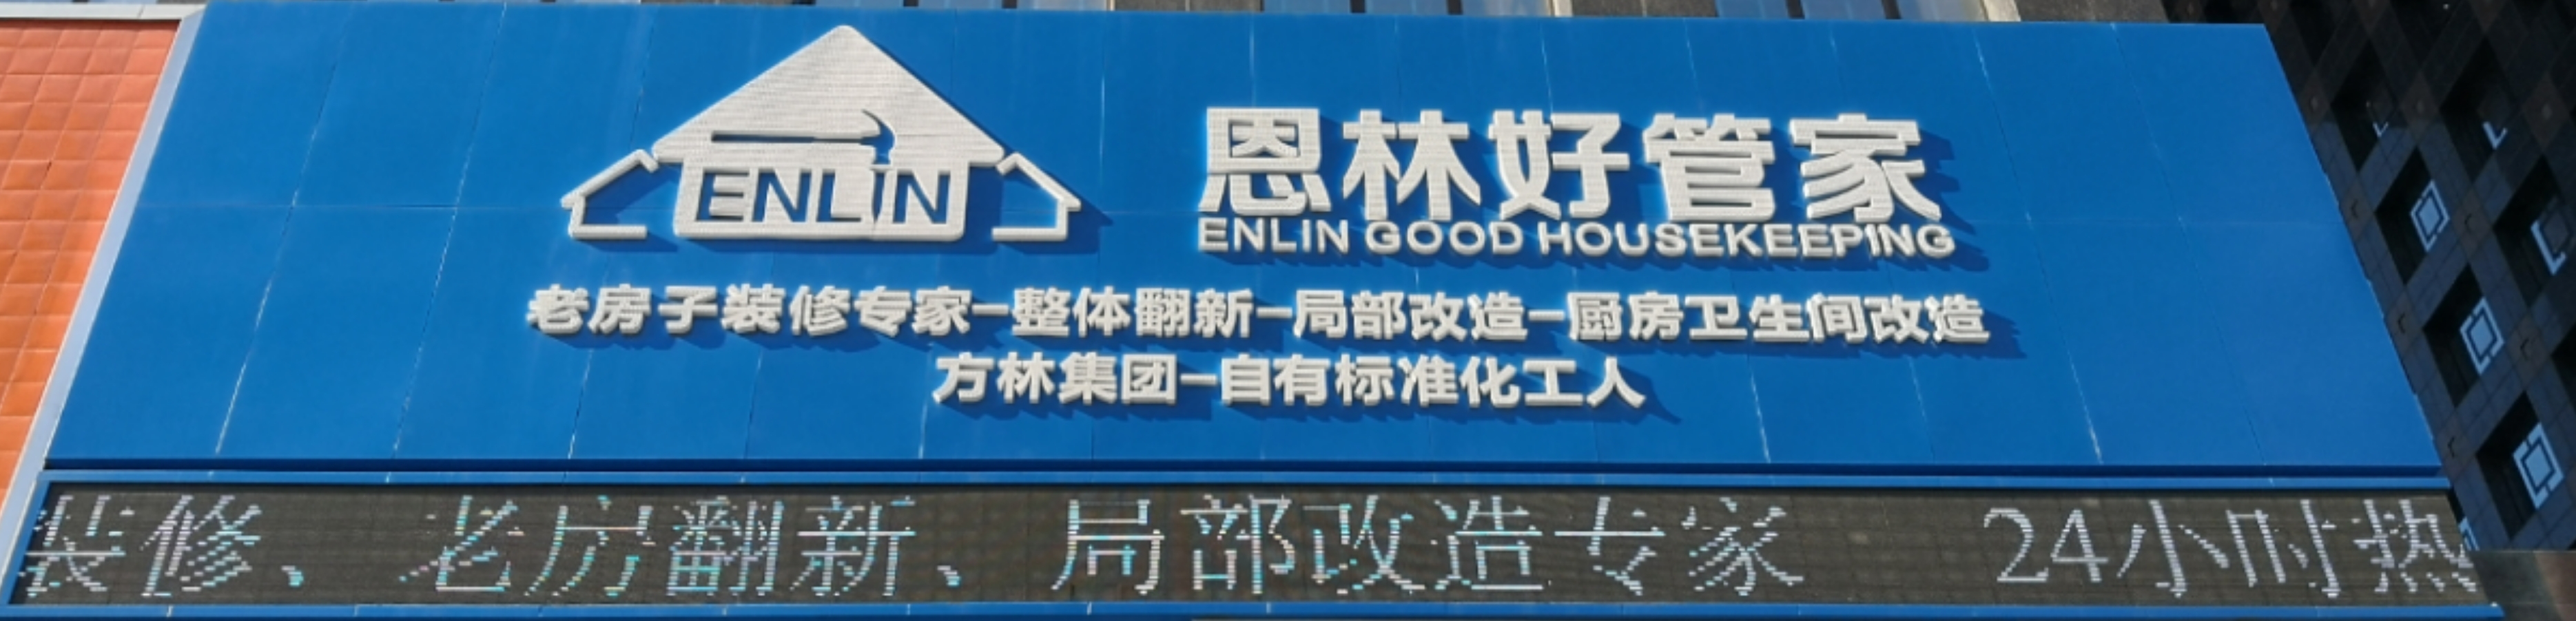 ENLIN
恩林好管家
ENLIN GOOD HOUSEKEEPING
老房子装修专家-整体翻新-局部改造-厨房卫生间改造
方林集团-自有标准化工人
装修、老房翻新、局部改造专家 24小时热